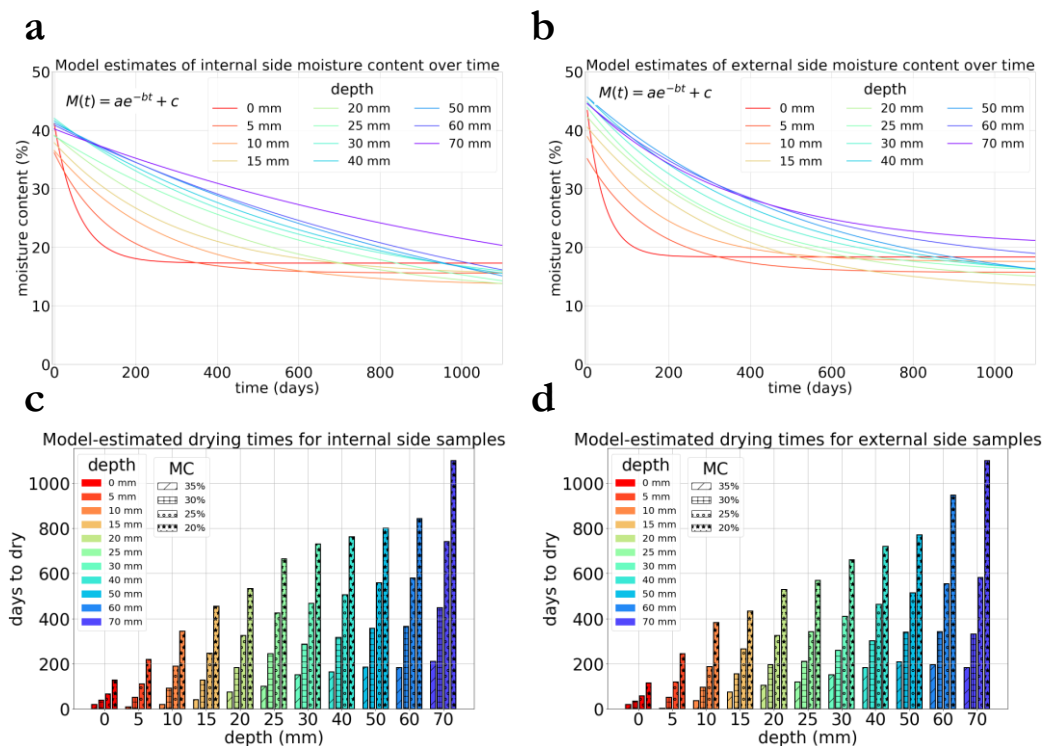 a
Model estimates of internal side moisture content over time
M(t) = ae^{-bt} + c
depth
0 mm
5 mm
10 mm
15 mm
20 mm
25 mm
30 mm
40 mm
50 mm
60 mm
70 mm
moisture content (%)
50
40
30
20
10
0
0 200 400 600 800 1000
time (days)
b
Model estimates of external side moisture content over time
M(t) = ae^{-bt} + c
depth
0 mm
5 mm
10 mm
15 mm
20 mm
25 mm
30 mm
40 mm
50 mm
60 mm
70 mm
moisture content (%)
50
40
30
20
10
0
0 200 400 600 800 1000
time (days)
c
Model-estimated drying times for internal side samples
depth
0 mm
5 mm
10 mm
15 mm
20 mm
25 mm
30 mm
40 mm
50 mm
60 mm
70 mm
MC
35%
30%
25%
20%
days to dry
1000
800
600
400
200
0
0 5 10 15 20 25 30 40 50 60 70
depth (mm)
d
Model-estimated drying times for external side samples
depth
0 mm
5 mm
10 mm
15 mm
20 mm
25 mm
30 mm
40 mm
50 mm
60 mm
70 mm
MC
35%
30%
25%
20%
days to dry
1000
800
600
400
200
0
0 5 10 15 20 25 30 40 50 60 70
depth (mm)